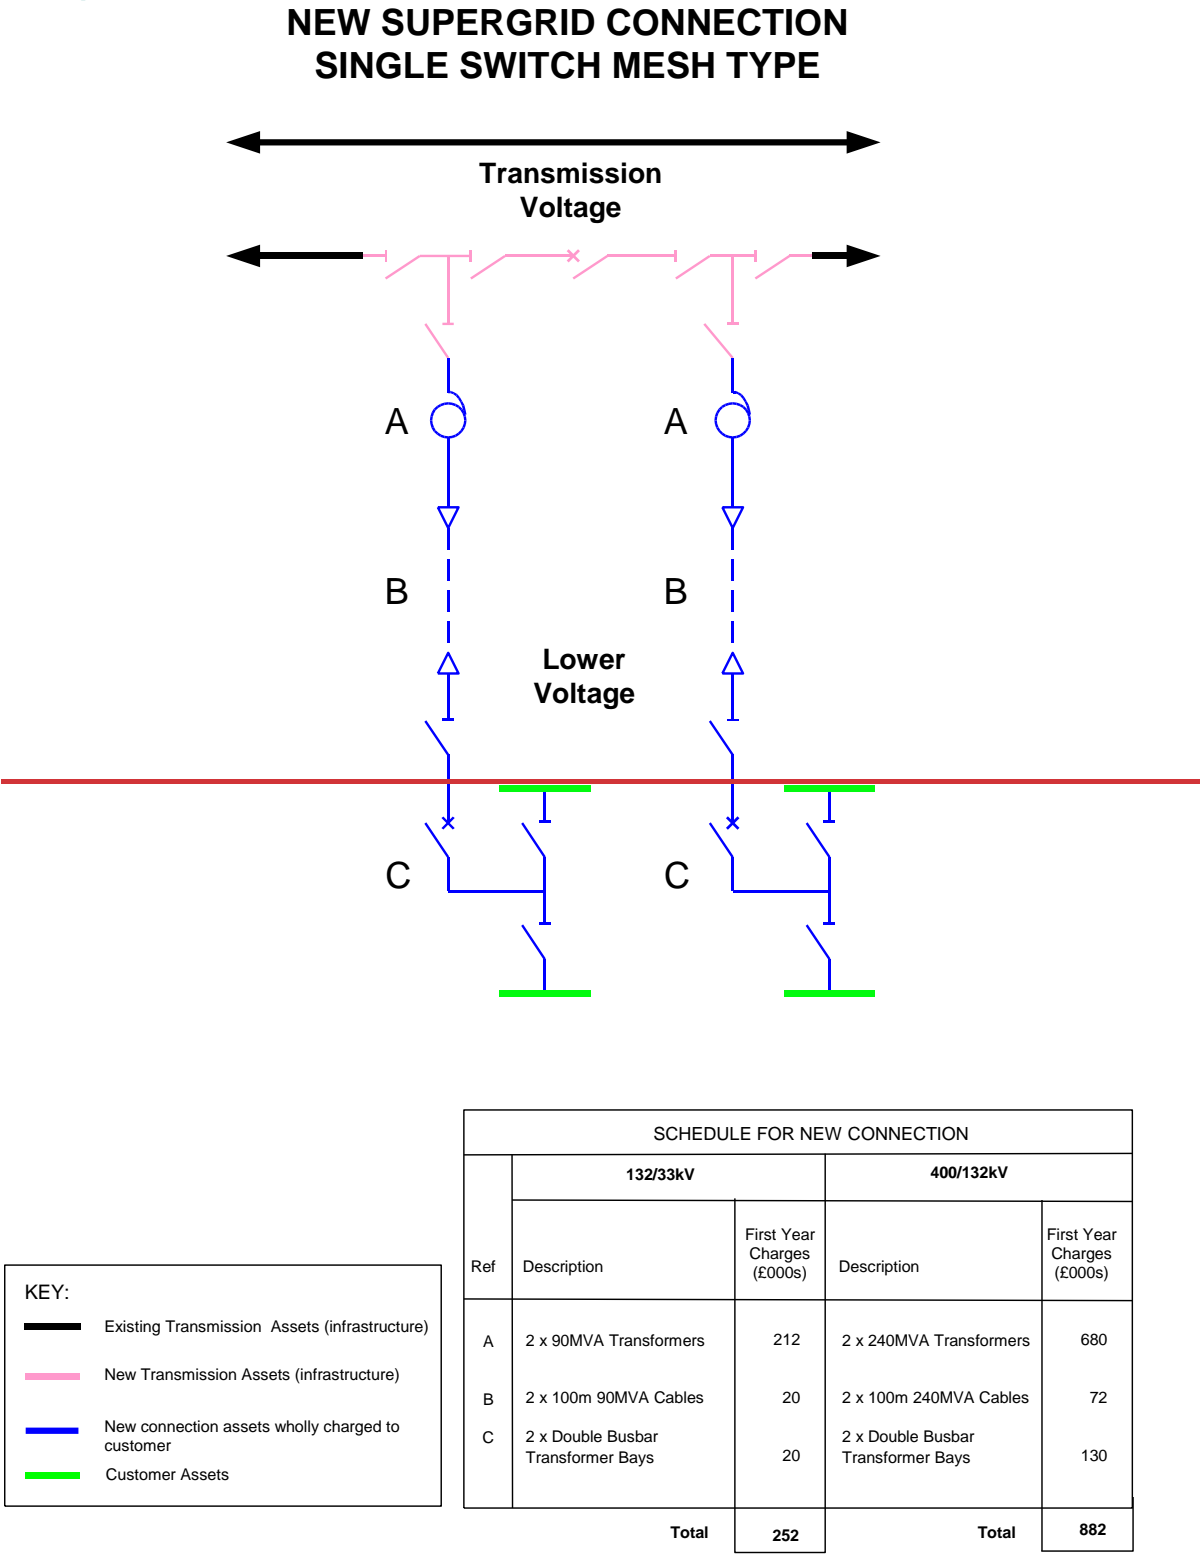 NEW SUPERGRID CONNECTION
SINGLE SWITCH MESH TYPE
Transmission
Voltage
A
A
B
B
Lower
Voltage
C
C
SCHEDULE FOR NEW CONNECTION
132/33kV
400/132kV
Ref
Description
First Year
Charges
(£000s)
Description
First Year
Charges
(£000s)
A
2 x 90MVA Transformers
212
2 x 240MVA Transformers
680
B
2 x 100m 90MVA Cables
20
2 x 100m 240MVA Cables
72
C
2 x Double Busbar
Transformer Bays
20
2 x Double Busbar
Transformer Bays
130
Total
252
Total
882
KEY:
Existing Transmission Assets (infrastructure)
New Transmission Assets (infrastructure)
New connection assets wholly charged to
customer
Customer Assets